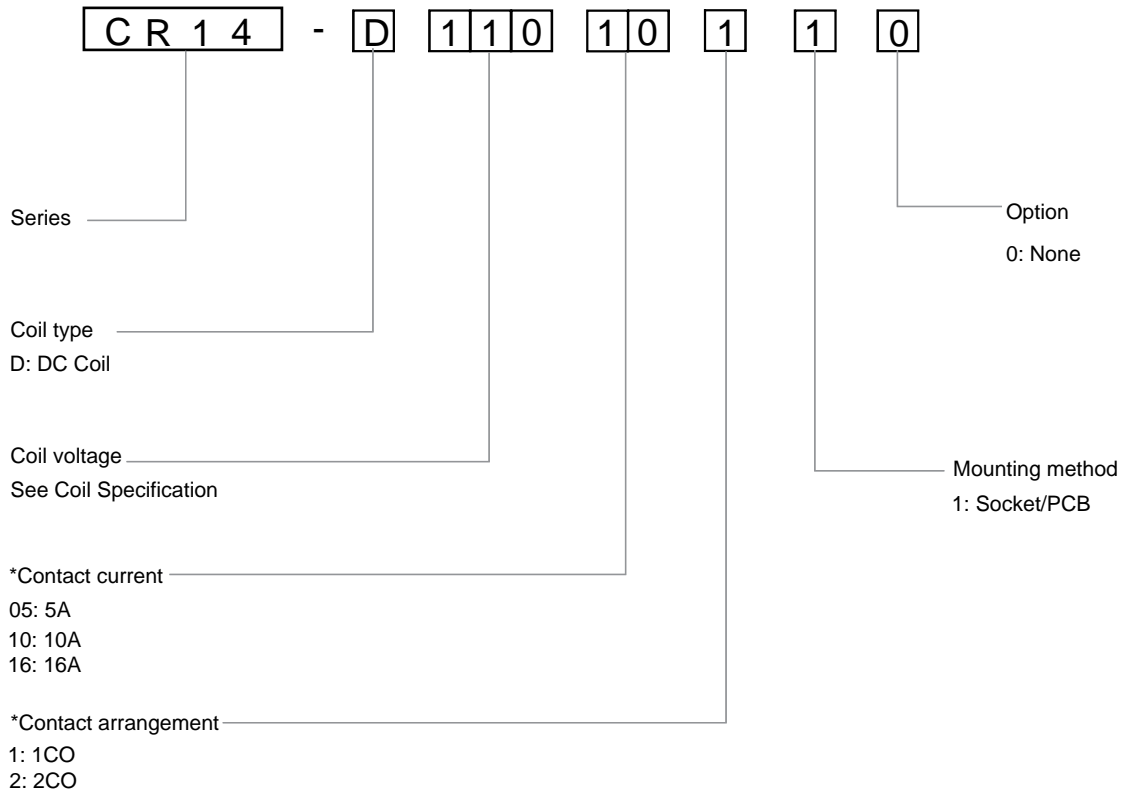 CR14 - D 110 10 1 1 0
Series
Option
0: None
Coil type
D: DC Coil
Coil voltage
See Coil Specification
Mounting method
1: Socket/PCB
*Contact current
05: 5A
10: 10A
16: 16A
*Contact arrangement
1: 1CO
2: 2CO